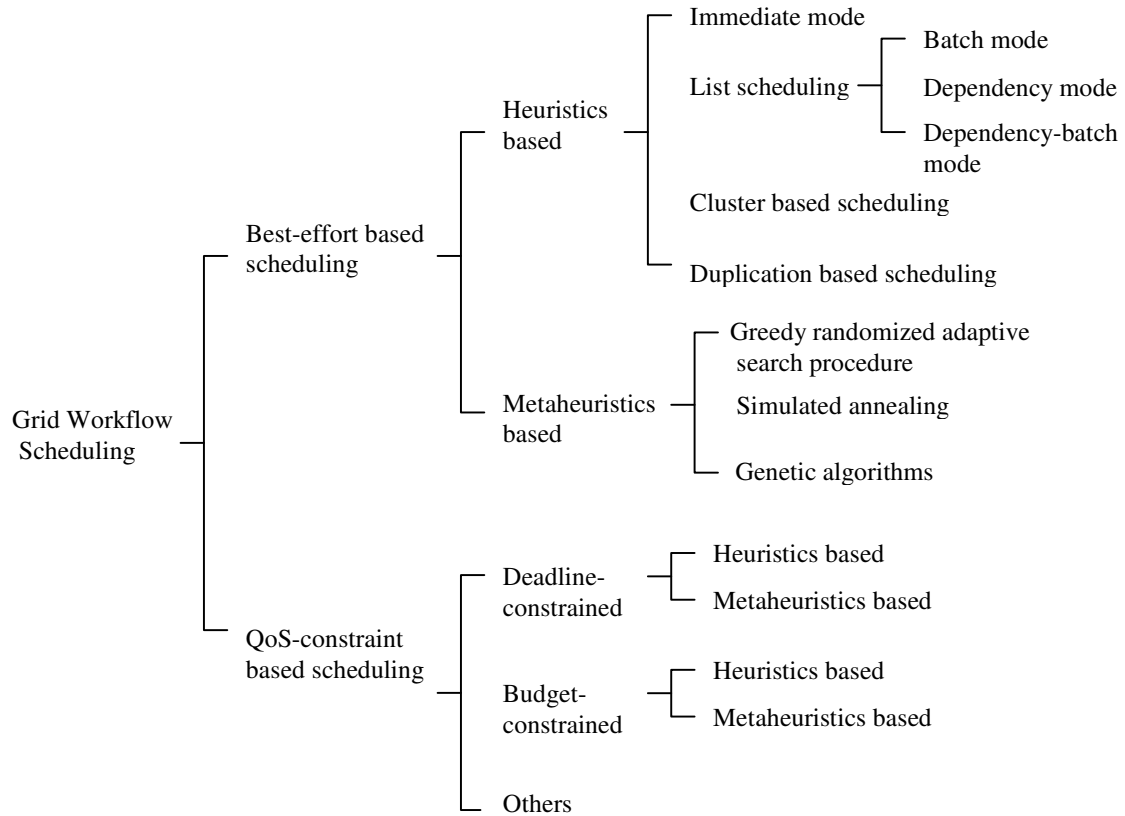 Immediate mode
Batch mode
List scheduling
Dependency mode
Heuristics
based
Dependency-batch
mode
Cluster based scheduling
Best-effort based
scheduling
Duplication based scheduling
Greedy randomized adaptive
search procedure
Metaheuristics
based
Simulated annealing
Grid Workflow
Scheduling
Genetic algorithms
Heuristics based
Deadline-
constrained
Metaheuristics based
QoS-constraint
based scheduling
Heuristics based
Budget-
constrained
Metaheuristics based
Others